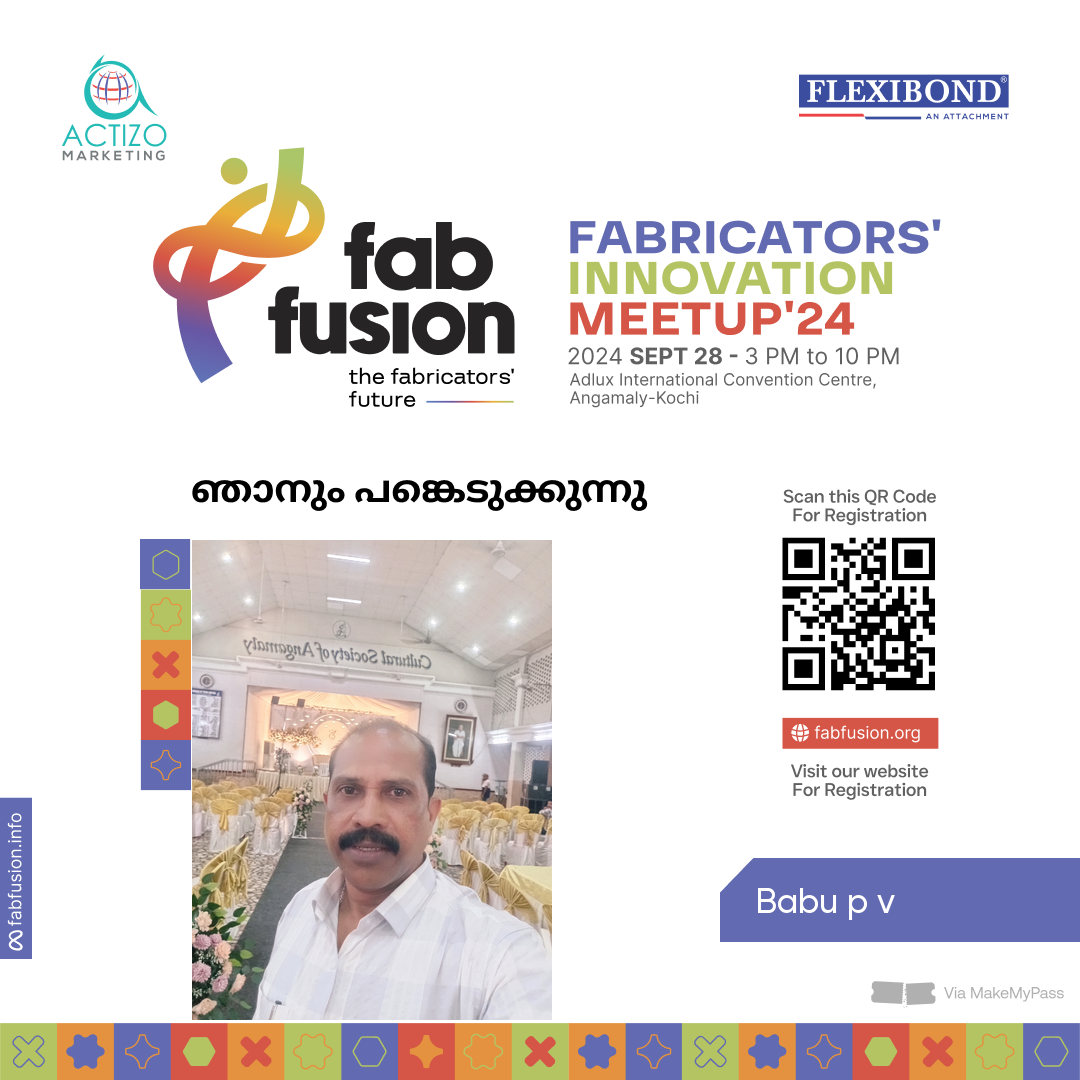 ACTIZO
MARKETING
FLEXIBOND®
AN ATTACHMENT
fab
fusion
the fabricators'
future
FABRICATORS'
INNOVATION
MEETUP'24
2024 SEPT 28 - 3 PM to 10 PM
Adlux International Convention Centre,
Angamaly-Kochi
ഞാനും പങ്കെടുക്കുന്നു
Scan this QR Code
For Registration
Cultural Society of Angamaly
fabfusion.org
Visit our website
For Registration
fabfusion.info
Babu p v
Via MakeMyPass